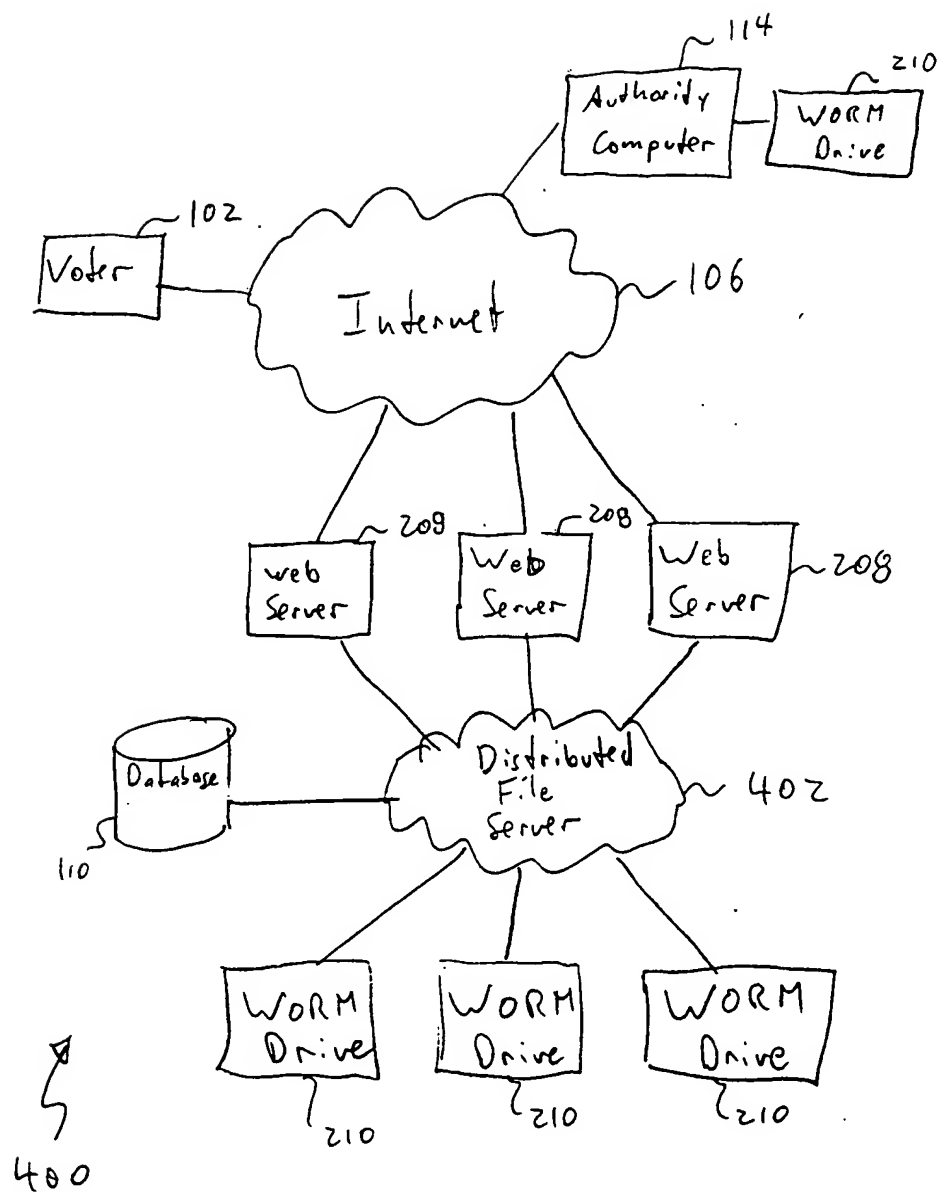 114
210
Authority
Computer
WORM
Drive
102
Voter
106
Internet
209
208
web
Server
Web
Server
Web
Server
208
Distributed
File
Server
Database
402
110
WORM
Drive
WORM
Drive
WORM
Drive
210
210
210
400